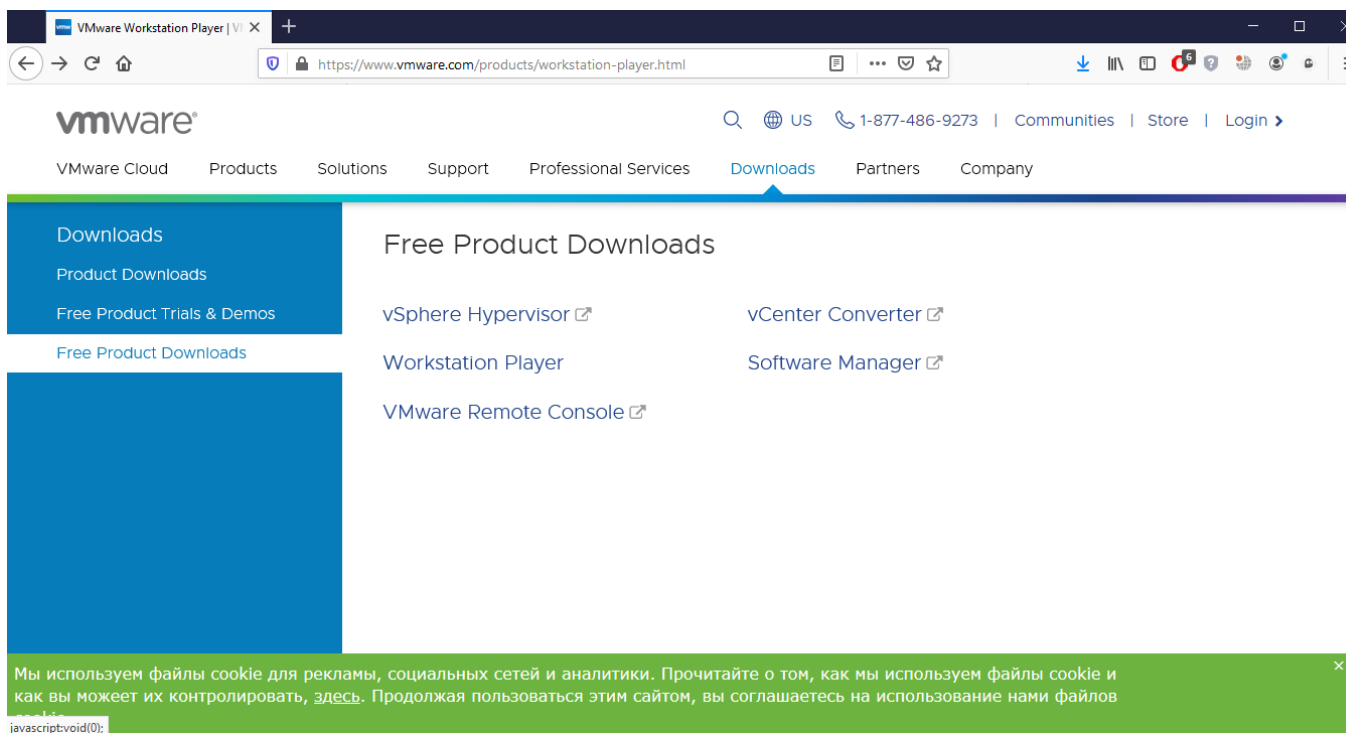 VMware Workstation Player | V
https://www.vmware.com/products/workstation-player.html
6
vmware
US 1-877-486-9273 | Communities | Store | Login
VMware Cloud Products Solutions Support Professional Services Downloads Partners Company
Downloads
Product Downloads
Free Product Trials & Demos
Free Product Downloads
Free Product Downloads
vSphere Hypervisor vCenter Converter
Workstation Player Software Manager
VMware Remote Console
Мы используем файлы cookie для рекламы, социальных сетей и аналитики. Прочитайте о том, как мы используем файлы cookie и
как вы можеет их контролировать, здесь. Продолжая пользоваться этим сайтом, вы соглашаетесь на использование нами файлов
cookie
javascript:void(0);